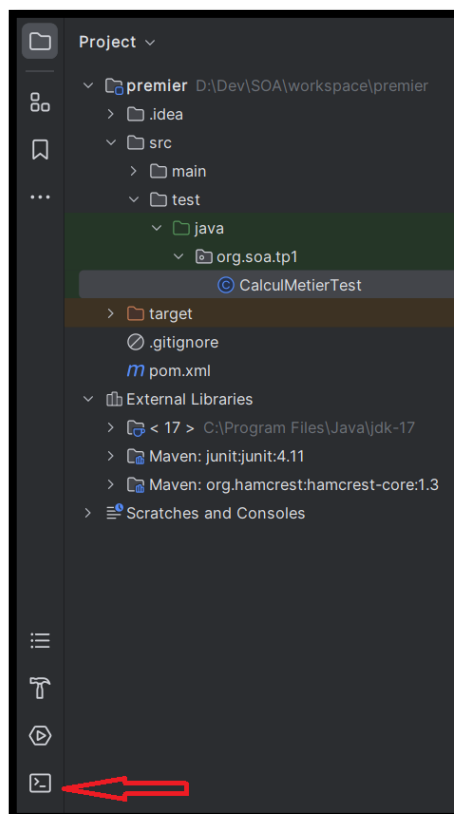 Project
premier D:\Dev\SOA\workspace\premier
.idea
src
main
test
java
org.soa.tp1
CalculMetierTest
target
.gitignore
pom.xml
External Libraries
< 17 > C:\Program Files\Java\jdk-17
Maven: junit:junit:4.11
Maven: org.hamcrest:hamcrest-core:1.3
Scratches and Consoles